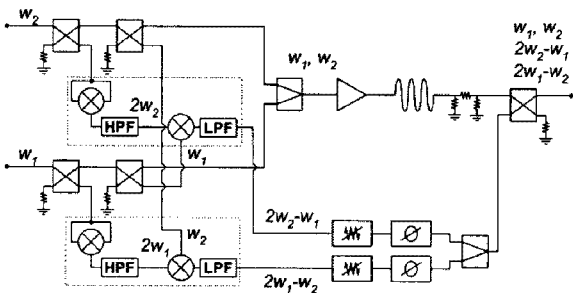 w₂
w₁, w₂
w₁, w₂
2w₂-w₁
2w₁-w₂
2w₂
HPF
LPF
w₁
w₁
2w₂-w₁
w₂
2w₁
HPF
LPF
2w₁-w₂